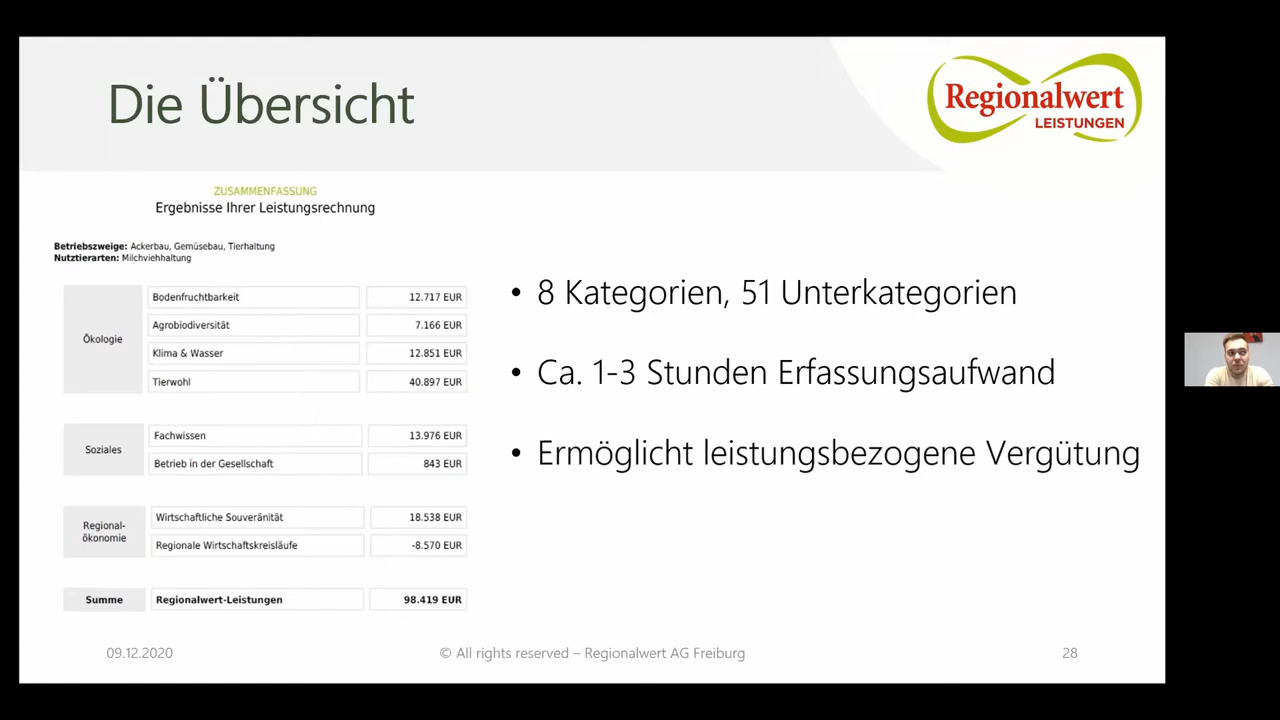 Die Übersicht
Regionalwert
LEISTUNGEN
ZUSAMMENFASSUNG
Ergebnisse Ihrer Leistungsrechnung
Betriebszweige: Ackerbau, Gemüsebau, Tierhaltung
Nutztierarten: Milchviehhaltung
Ökologie
Bodenfruchtbarkeit 12.717 EUR
Agrobiodiversität 7.166 EUR
Klima & Wasser 12.851 EUR
Tierwohl 40.897 EUR
Soziales
Fachwissen 13.976 EUR
Betrieb in der Gesellschaft 843 EUR
Regional-
ökonomie
Wirtschaftliche Souveränität 18.538 EUR
Regionale Wirtschaftskreisläufe -8.570 EUR
Summe Regionalwert-Leistungen 98.419 EUR
• 8 Kategorien, 51 Unterkategorien
• Ca. 1-3 Stunden Erfassungsaufwand
• Ermöglicht leistungsbezogene Vergütung
09.12.2020 © All rights reserved – Regionalwert AG Freiburg 28